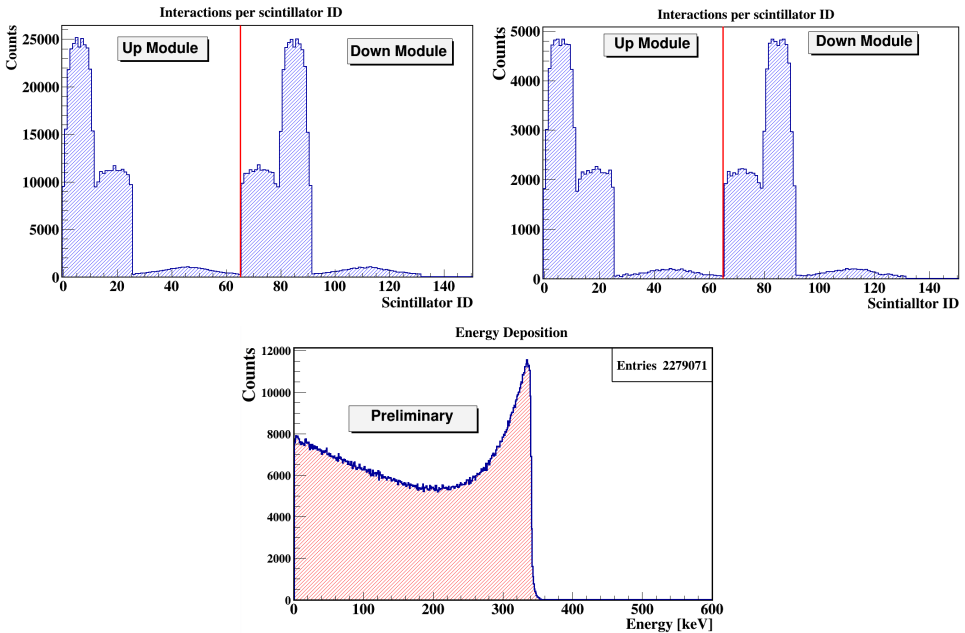 Interactions per scintillator ID
Counts
Up Module
Down Module
25000
20000
15000
10000
5000
0
0 20 40 60 80 100 120 140
Scintillator ID
Interactions per scintillator ID
Counts
Up Module
Down Module
5000
4000
3000
2000
1000
0
0 20 40 60 80 100 120 140
Scintialltor ID
Energy Deposition
Counts
Entries 2279071
Preliminary
12000
10000
8000
6000
4000
2000
0
0 100 200 300 400 500 600
Energy [keV]